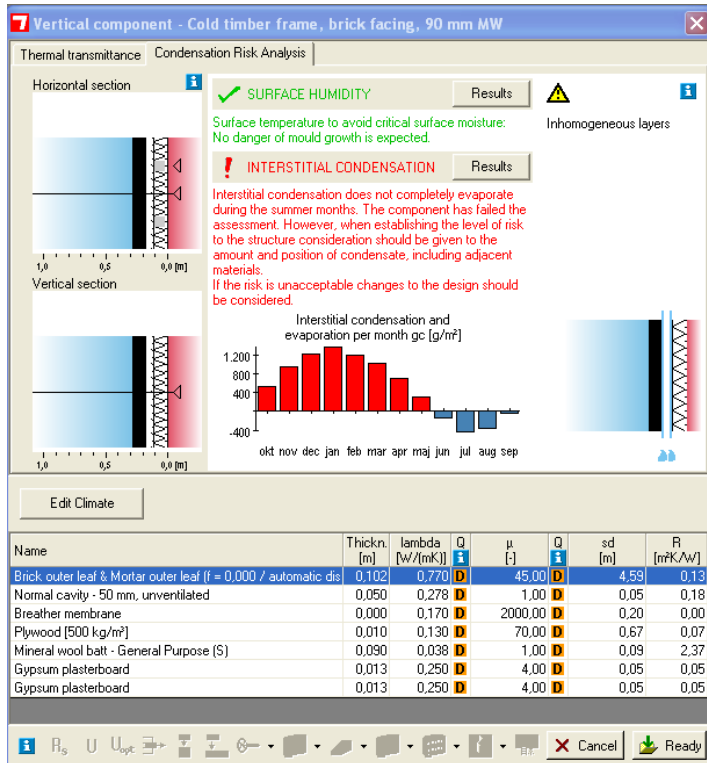 Vertical component - Cold timber frame, brick facing, 90 mm MW
Thermal transmittance Condensation Risk Analysis
Horizontal section
1,0 0,5 0,0 [m]
Vertical section
1,0 0,5 0,0 [m]
SURFACE HUMIDITY Results
Surface temperature to avoid critical surface moisture:
No danger of mould growth is expected.
INTERSTITIAL CONDENSATION Results
Interstitial condensation does not completely evaporate
during the summer months. The component has failed the
assessment. However, when establishing the level of risk
to the structure consideration should be given to the
amount and position of condensate, including adjacent
materials.
If the risk is unacceptable changes to the design should
be considered.
Interstitial condensation and
evaporation per month gc [g/m²]
1.200
800
400
-400
okt nov dec jan feb mar apr maj jun jul aug sep
Inhomogeneous layers
Edit Climate
Name Thickn. [m] lambda [W/(mK)] Q µ [-] Q sd [m] R [m²K/W]
Brick outer leaf & Mortar outer leaf (f = 0,000 / automatic dis 0,102 0,770 D 45,00 D 4,59 0,13
Normal cavity - 50 mm, unventilated 0,050 0,278 D 1,00 D 0,05 0,18
Breather membrane 0,000 0,170 D 2000,00 D 0,20 0,00
Plywood [500 kg/m³] 0,010 0,130 D 70,00 D 0,67 0,07
Mineral wool batt - General Purpose (S) 0,090 0,038 D 1,00 D 0,09 2,37
Gypsum plasterboard 0,013 0,250 D 4,00 D 0,05 0,05
Gypsum plasterboard 0,013 0,250 D 4,00 D 0,05 0,05
Rs U Uopt Cancel Ready